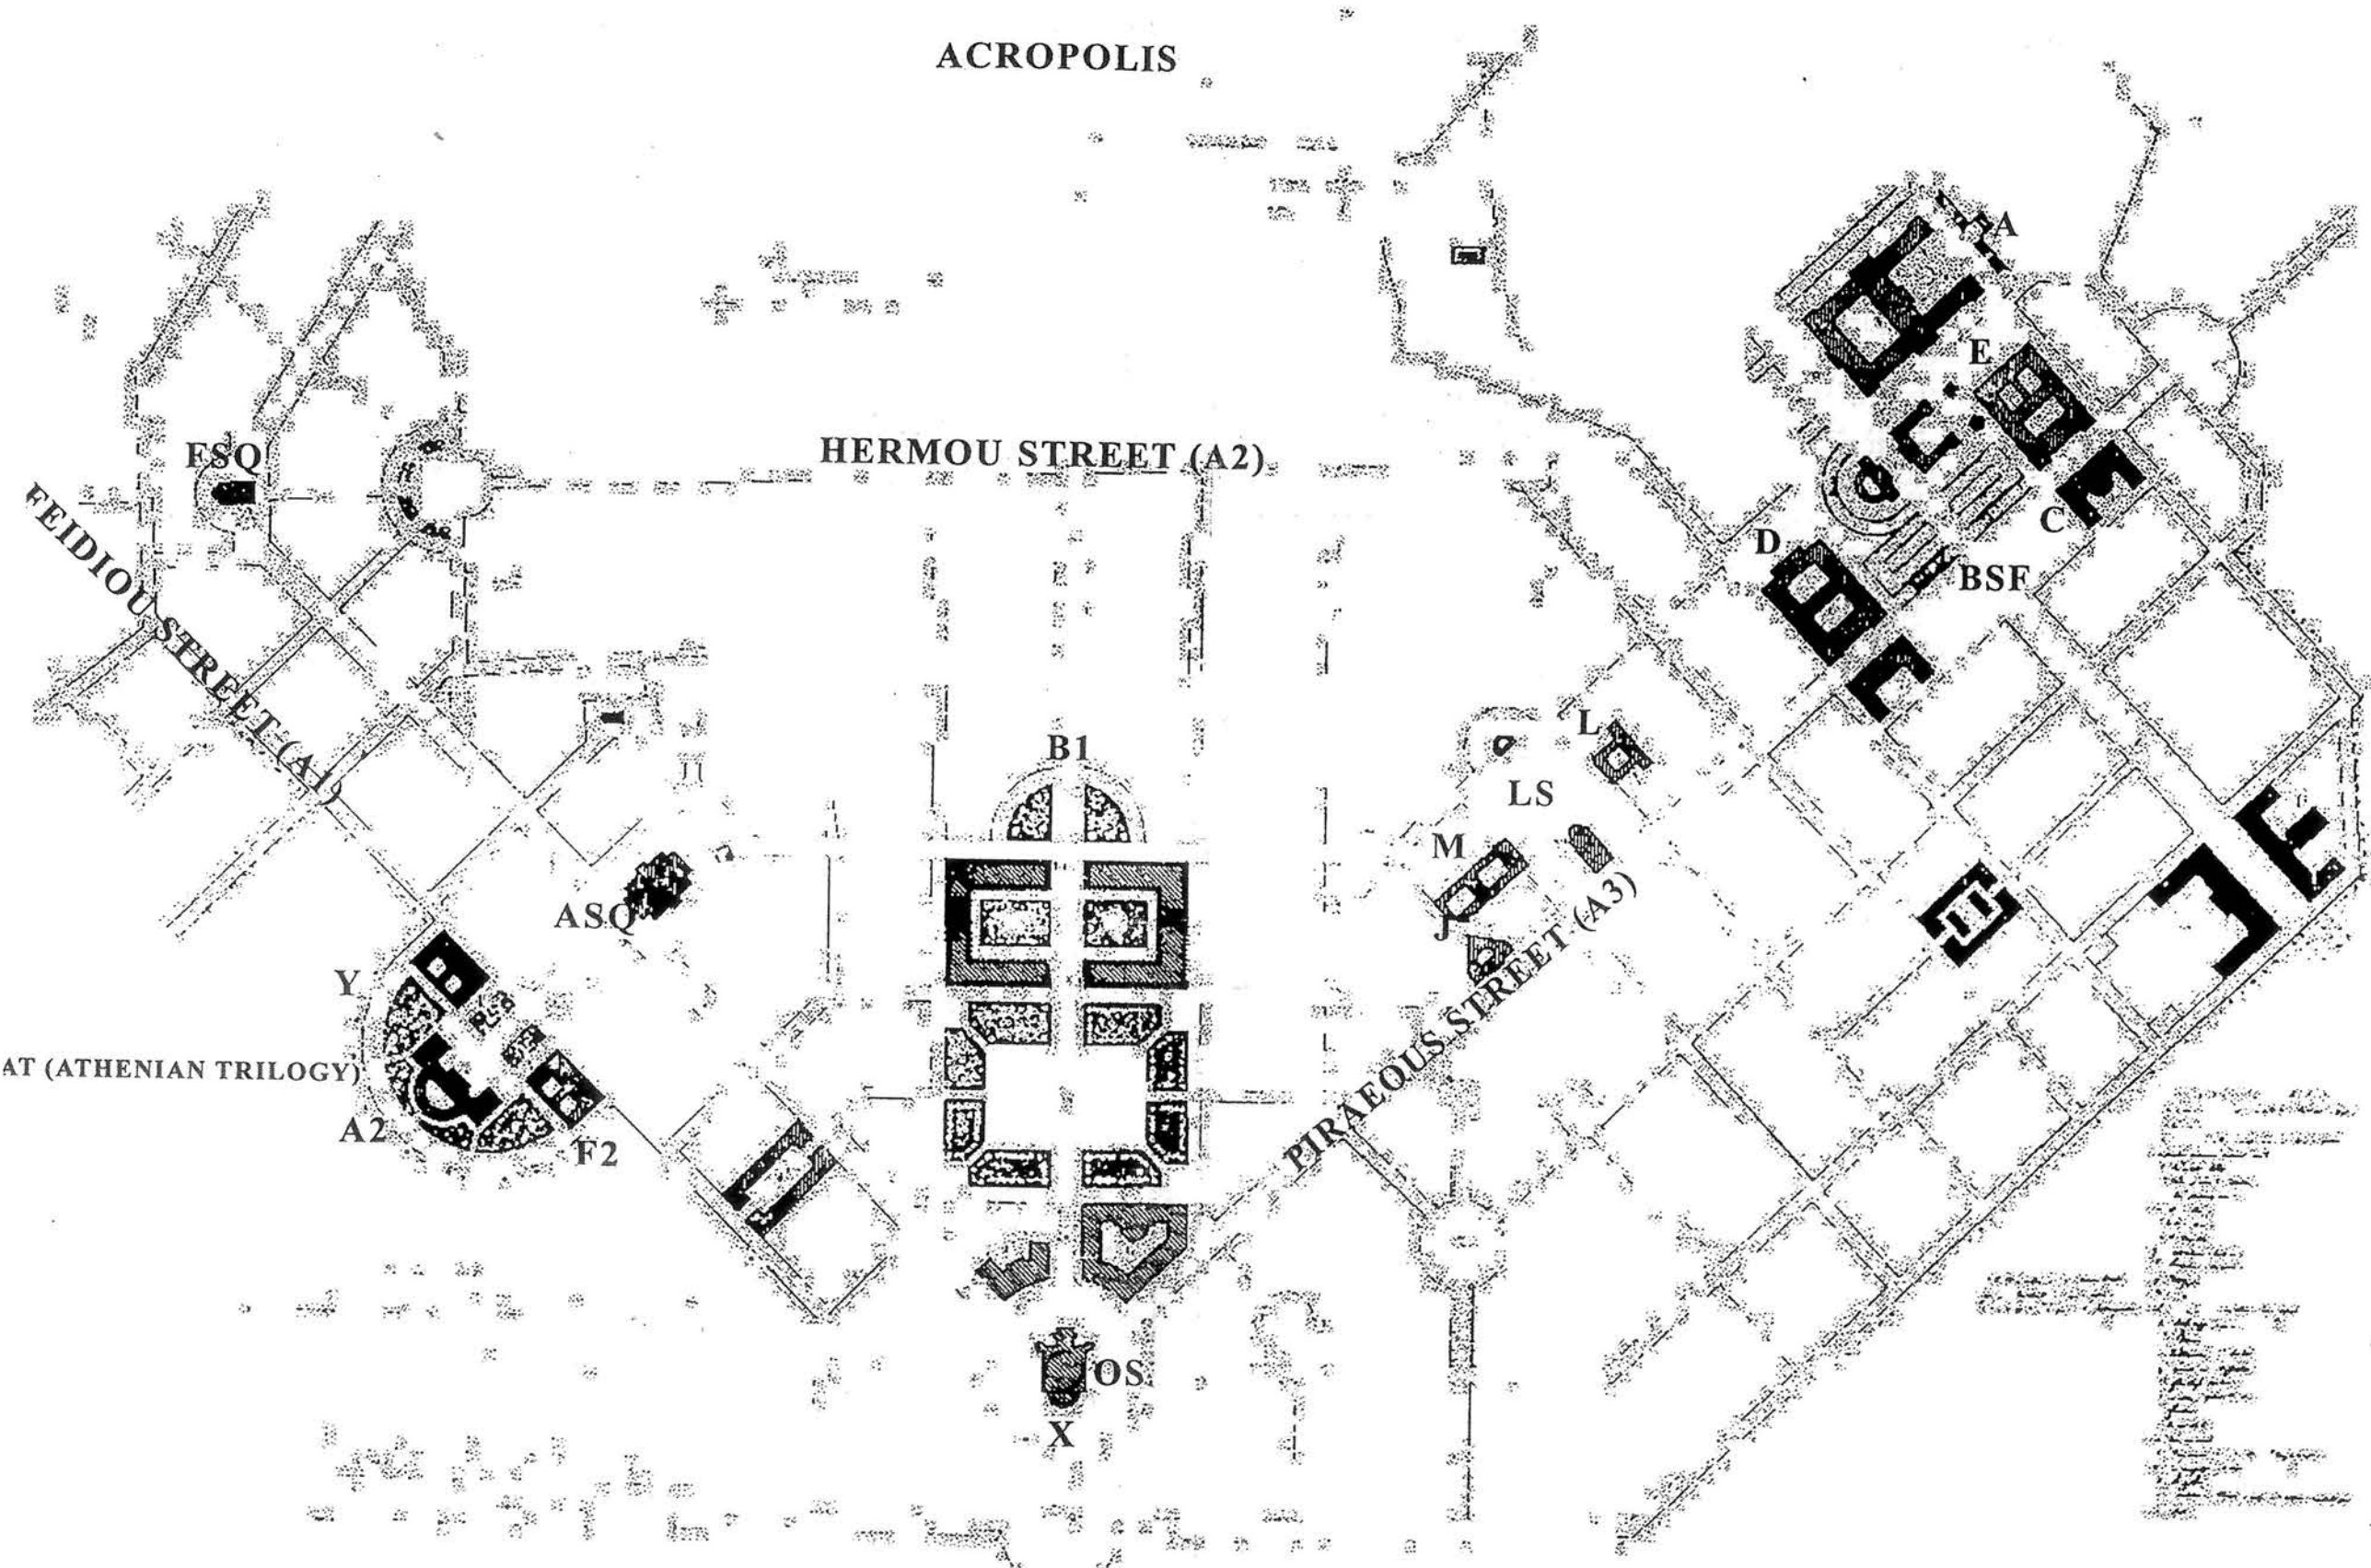 ACROPOLIS
A
E
HERMOU STREET (A2)
FSQ
C
D
BSF
FEIDIOU STREET (A1)
L
B1
LS
M
ASQ
J
PIRAEOUS STREET (A3)
Y
AT (ATHENIAN TRILOGY)
A2
F2
OS
X